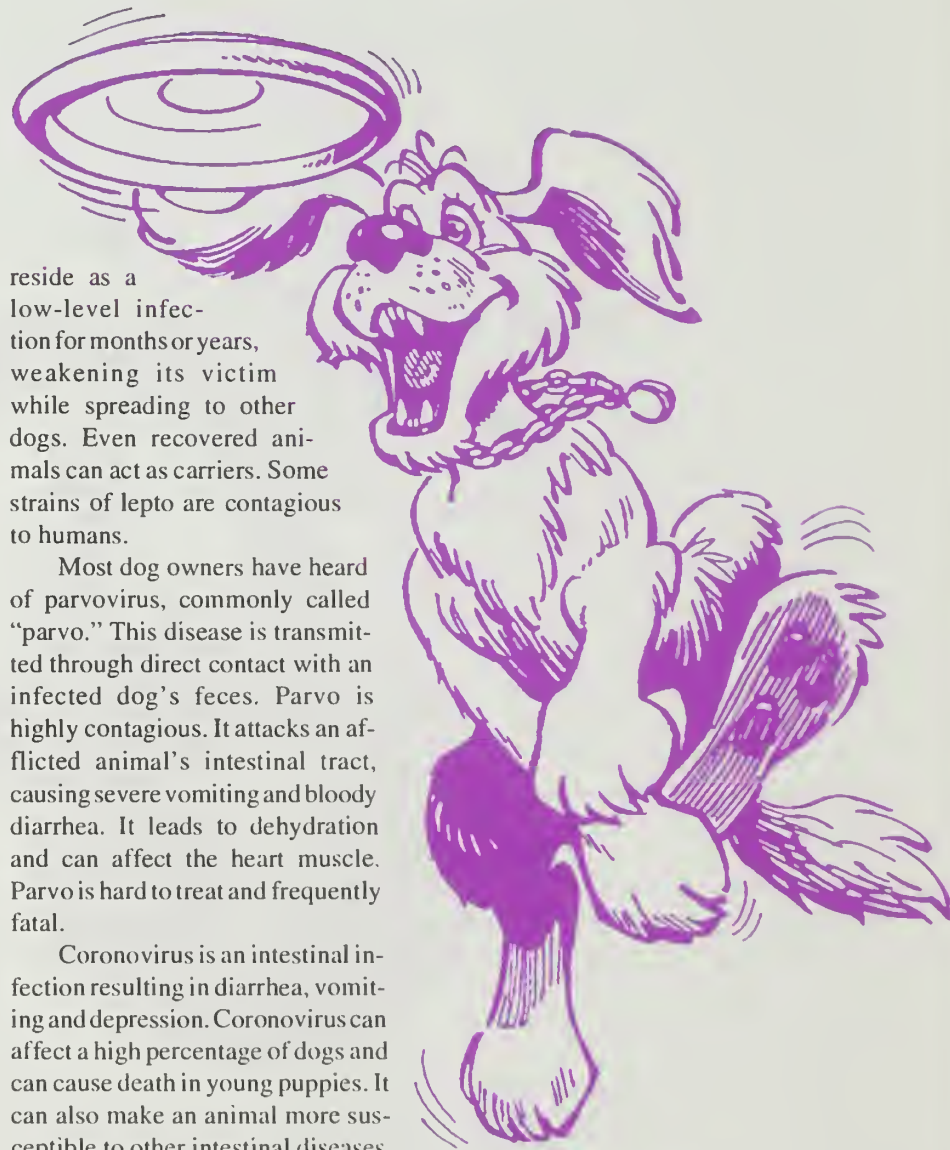 reside as a
low-level infec-
tion for months or years,
weakening its victim
while spreading to other
dogs. Even recovered ani-
mals can act as carriers. Some
strains of lepto are contagious
to humans.
Most dog owners have heard
of parvovirus, commonly called
“parvo.” This disease is transmit-
ted through direct contact with an
infected dog’s feces. Parvo is
highly contagious. It attacks an af-
flicted animal’s intestinal tract,
causing severe vomiting and bloody
diarrhea. It leads to dehydration
and can affect the heart muscle.
Parvo is hard to treat and frequently
fatal.
Coronovirus is an intestinal in-
fection resulting in diarrhea, vomit-
ing and depression. Coronovirus can
affect a high percentage of dogs and
can cause death in young puppies. It
can also make an animal more sus-
ceptible to other intestinal diseases